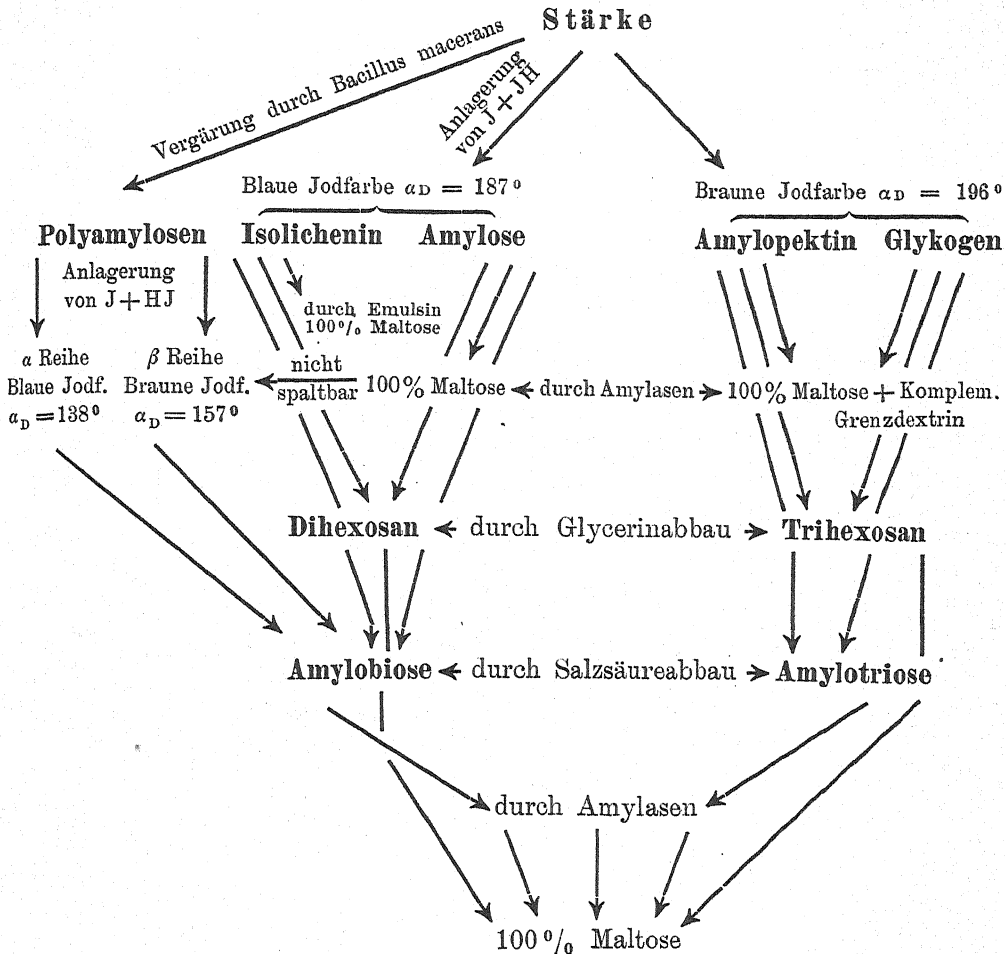 Stärke
Vergärung durch Bacillus macerans
Anlagerung
von J+JH
Blaue Jodfarbe αD = 187°
Braune Jodfarbe αD = 196°
Polyamylosen Isolichenin Amylose
Amylopektin Glykogen
Anlagerung
von J+HJ
durch Emulsin
100% Maltose
α Reihe
Blaue Jodf.
αD=138°
β Reihe
Braune Jodf.
αD=157°
nicht
spaltbar
100% Maltose durch Amylasen 100% Maltose + Komplem.
Grenzdextrin
Dihexosan durch Glycerinabbau Trihexosan
Amylobiose durch Salzsäureabbau Amylotriose
durch Amylasen
100% Maltose